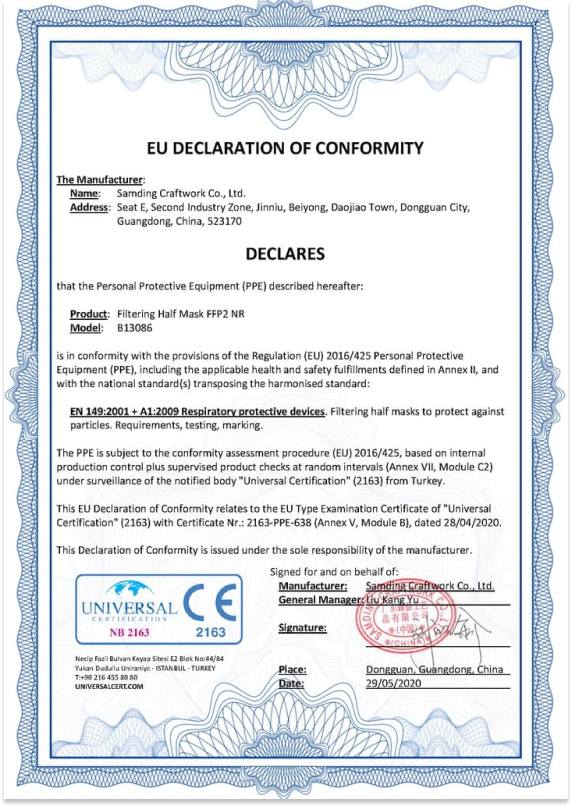 EU DECLARATION OF CONFORMITY
The Manufacturer:
Name: Samding Craftwork Co., Ltd.
Address: Seat E, Second Industry Zone, Jinniu, Beiyong, Daojiao Town, Dongguan City,
Guangdong, China, 523170
DECLARES
that the Personal Protective Equipment (PPE) described hereafter:
Product: Filtering Half Mask FFP2 NR
Model: B13086
is in conformity with the provisions of the Regulation (EU) 2016/425 Personal Protective
Equipment (PPE), including the applicable health and safety fulfillments defined in Annex II, and
with the national standard(s) transposing the harmonised standard:
EN 149:2001 + A1:2009 Respiratory protective devices. Filtering half masks to protect against
particles. Requirements, testing, marking.
The PPE is subject to the conformity assessment procedure (EU) 2016/425, based on internal
production control plus supervised product checks at random intervals (Annex VII, Module C2)
under surveillance of the notified body "Universal Certification" (2163) from Turkey.
This EU Declaration of Conformity relates to the EU Type Examination Certificate of "Universal
Certification" (2163) with Certificate Nr.: 2163-PPE-638 (Annex V, Module B), dated 28/04/2020.
This Declaration of Conformity is issued under the sole responsibility of the manufacturer.
Signed for and on behalf of:
Manufacturer: Samding Craftwork Co., Ltd.
General Manager: Liu Kang Yu
Signature:
Place: Dongguan, Guangdong, China
Date: 29/05/2020
UNIVERSAL
CERTIFICATION
NB 2163
CE
2163
Necip Fazil Bulvari Keyap Sitesi E2 Blok No:44/84
Yukari Dudullu Umraniye - ISTANBUL - TURKEY
T:+90 216 455 80 80
UNIVERSALCERT.COM